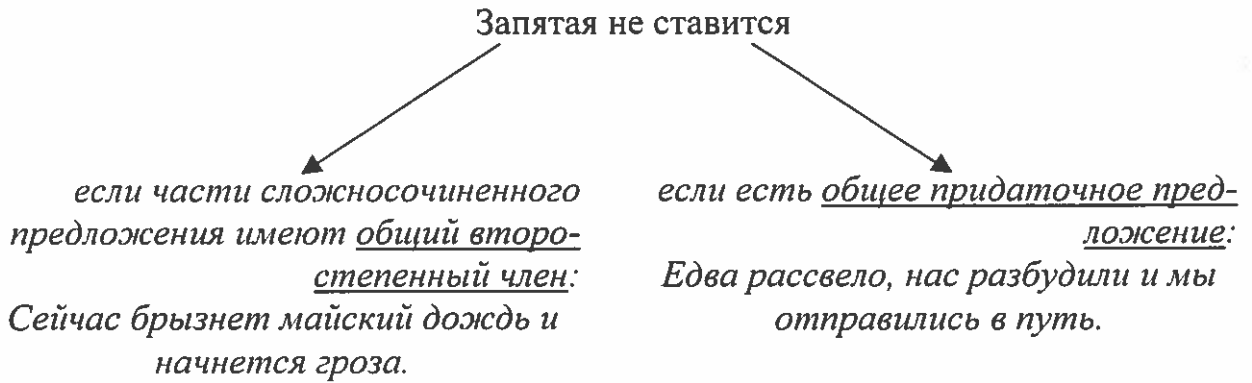 Запятая не ставится
если части сложносочиненного
предложения имеют общий второ-
степенный член:
Сейчас брызнет майский дождь и
начнется гроза.
если есть общее придаточное пред-
ложение:
Едва рассвело, нас разбудили и мы
отправились в путь.